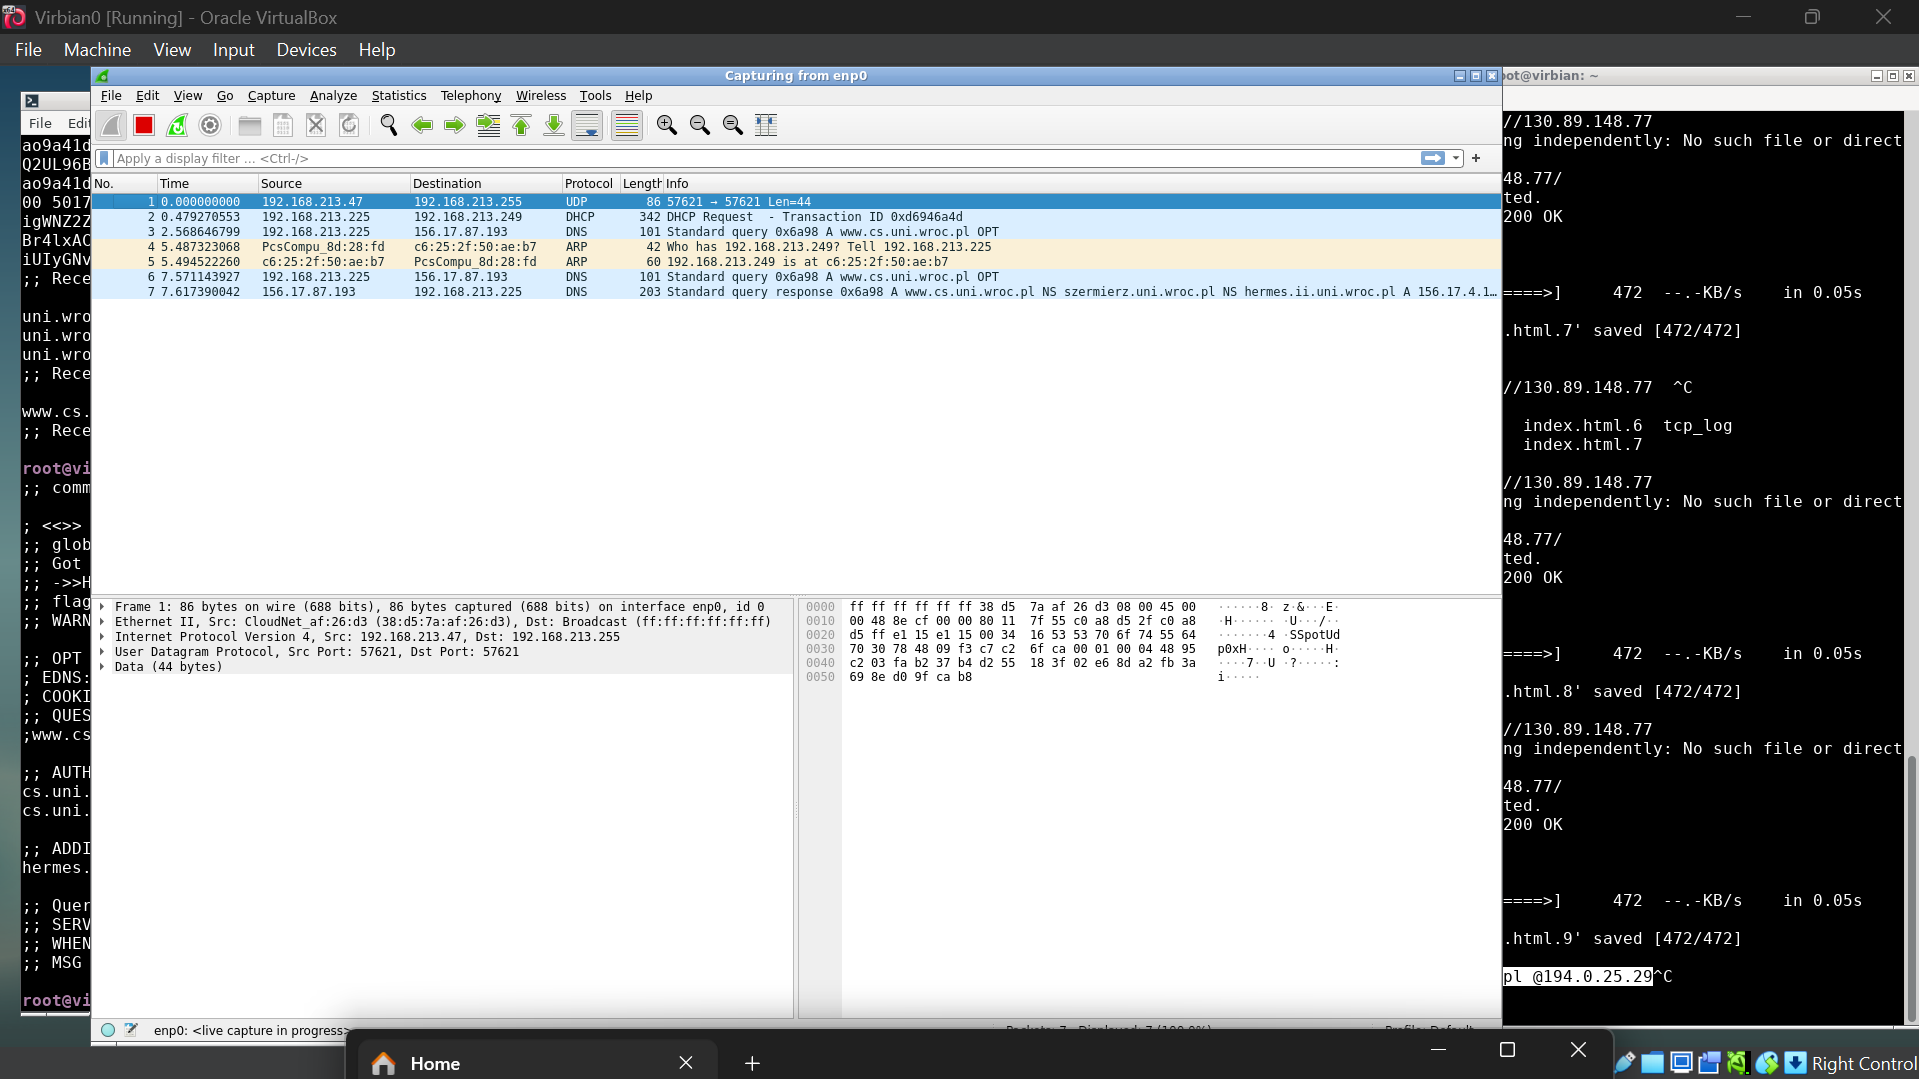 Virbian0 [Running] - Oracle VirtualBox
File Machine View Input Devices Help
Capturing from enp0
File Edit View Go Capture Analyze Statistics Telephony Wireless Tools Help
Apply a display filter ... <Ctrl-/>
No. Time Source Destination Protocol Length Info
1 0.000000000 192.168.213.47 192.168.213.255 UDP 86 57621 → 57621 Len=44
2 0.479270553 192.168.213.225 192.168.213.249 DHCP 342 DHCP Request - Transaction ID 0xd6946a4d
3 2.568646799 192.168.213.225 156.17.87.193 DNS 101 Standard query 0x6a98 A www.cs.uni.wroc.pl OPT
4 5.487323068 PcsCompu_8d:28:fd c6:25:2f:50:ae:b7 ARP 42 Who has 192.168.213.249? Tell 192.168.213.225
5 5.494522260 c6:25:2f:50:ae:b7 PcsCompu_8d:28:fd ARP 60 192.168.213.249 is at c6:25:2f:50:ae:b7
6 7.571143927 192.168.213.225 156.17.87.193 DNS 101 Standard query 0x6a98 A www.cs.uni.wroc.pl OPT
7 7.617390042 156.17.87.193 192.168.213.225 DNS 203 Standard query response 0x6a98 A www.cs.uni.wroc.pl NS szermierz.uni.wroc.pl NS hermes.ii.uni.wroc.pl A 156.17.4.1…
Frame 1: 86 bytes on wire (688 bits), 86 bytes captured (688 bits) on interface enp0, id 0
Ethernet II, Src: CloudNet_af:26:d3 (38:d5:7a:af:26:d3), Dst: Broadcast (ff:ff:ff:ff:ff:ff)
Internet Protocol Version 4, Src: 192.168.213.47, Dst: 192.168.213.255
User Datagram Protocol, Src Port: 57621, Dst Port: 57621
Data (44 bytes)
0000 ff ff ff ff ff ff 38 d5 7a af 26 d3 08 00 45 00 ······8· z·&···E·
0010 00 48 8e cf 00 00 80 11 7f 55 c0 a8 d5 2f c0 a8 ·H······ ·U···/··
0020 d5 ff e1 15 e1 15 00 34 16 53 53 70 6f 74 55 64 ·······4 ·SSpotUd
0030 70 30 78 48 09 f3 c7 c2 6f ca 00 01 00 04 48 95 p0xH···· o·····H·
0040 c2 03 fa b2 37 b4 d2 55 18 3f 02 e6 8d a2 fb 3a ····7··U ·?·····:
0050 69 8e d0 9f ca b8 i·····
enp0: <live capture in progress>
File Edi
ao9a41d
Q2UL96B
ao9a41d
00 5017
igWNZ2Z
Br4lxAC
iUIyGNv
;; Rece
uni.wro
uni.wro
uni.wro
;; Rece
www.cs.
;; Rece
root@vi
;; comm
; <<>>
;; glob
;; Got
;; ->>H
;; flag
;; WARN
;; OPT
; EDNS:
; COOKI
;; QUES
;www.cs
;; AUTH
cs.uni.
cs.uni.
;; ADDI
hermes.
;; Quer
;; SERV
;; WHEN
;; MSG
root@vi
ot@virbian: ~
//130.89.148.77
ng independently: No such file or direct
48.77/
ted.
200 OK
====>] 472 --.-KB/s in 0.05s
.html.7' saved [472/472]
//130.89.148.77 ^C
index.html.6 tcp_log
index.html.7
//130.89.148.77
ng independently: No such file or direct
48.77/
ted.
200 OK
====>] 472 --.-KB/s in 0.05s
.html.8' saved [472/472]
//130.89.148.77
ng independently: No such file or direct
48.77/
ted.
200 OK
====>] 472 --.-KB/s in 0.05s
.html.9' saved [472/472]
pl @194.0.25.29^C
Home
Right Control